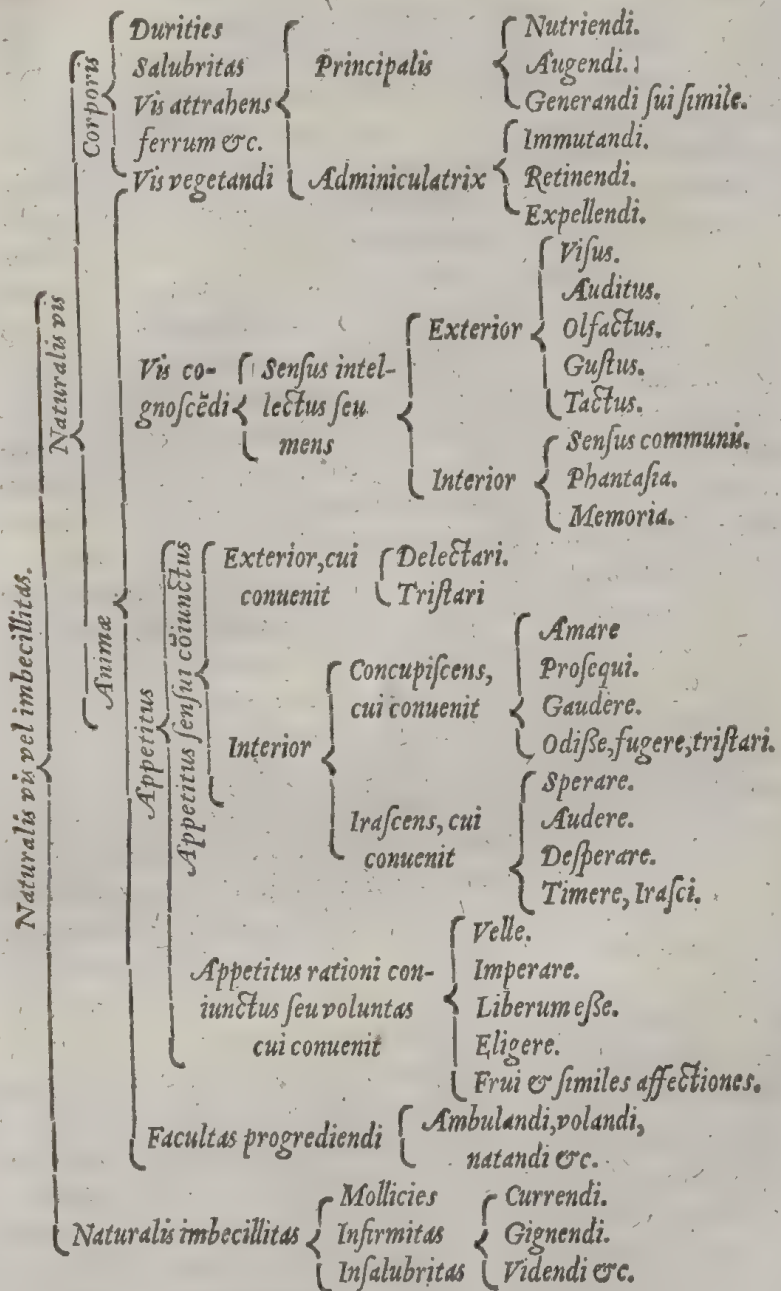 Naturalis vis vel imbecillitas.
Naturalis vis
Corporis
Durities
Salubritas
Vis attrahens
ferrum &c.
Vis vegetandi
Principalis
Nutriendi.
Augendi.
Generandi sui simile.
Adminiculatrix
Immutandi.
Retinendi.
Expellendi.
Animæ
Vis co-
gnoscẽdi
Sensus intel-
lectus seu
mens
Exterior
Visus.
Auditus.
Olfactus.
Gustus.
Tactus.
Interior
Sensus communis.
Phantasia.
Memoria.
Appetitus
Appetitus sensui cõiunctus
Exterior, cui
conuenit
Delectari.
Tristari
Interior
Concupiscens,
cui conuenit
Amare
Prosequi.
Gaudere.
Odisse, fugere, tristari.
Irascens, cui
conuenit
Sperare.
Audere.
Desperare.
Timere, Irasci.
Appetitus rationi con-
iunctus seu voluntas
cui conuenit
Velle.
Imperare.
Liberum esse.
Eligere.
Frui & similes affectiones.
Facultas progrediendi
Ambulandi, volandi,
natandi &c.
Naturalis imbecillitas
Mollicies
Infirmitas
Insalubritas
Currendi.
Gignendi.
Videndi &c.